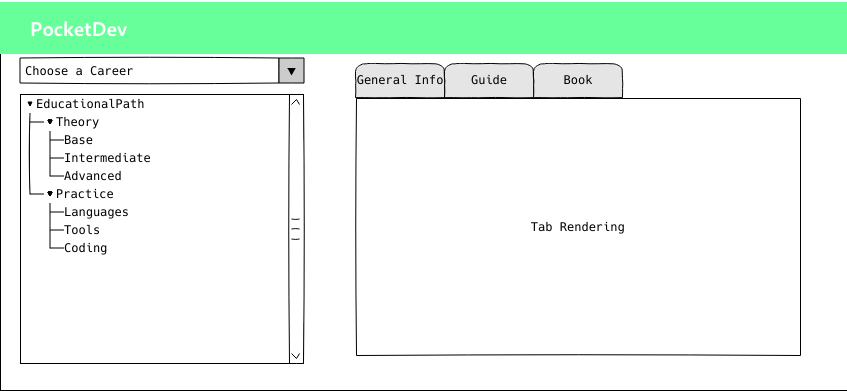 PocketDev
Choose a Career
EducationalPath
Theory
Base
Intermediate
Advanced
Practice
Languages
Tools
Coding
General Info
Guide
Book
Tab Rendering